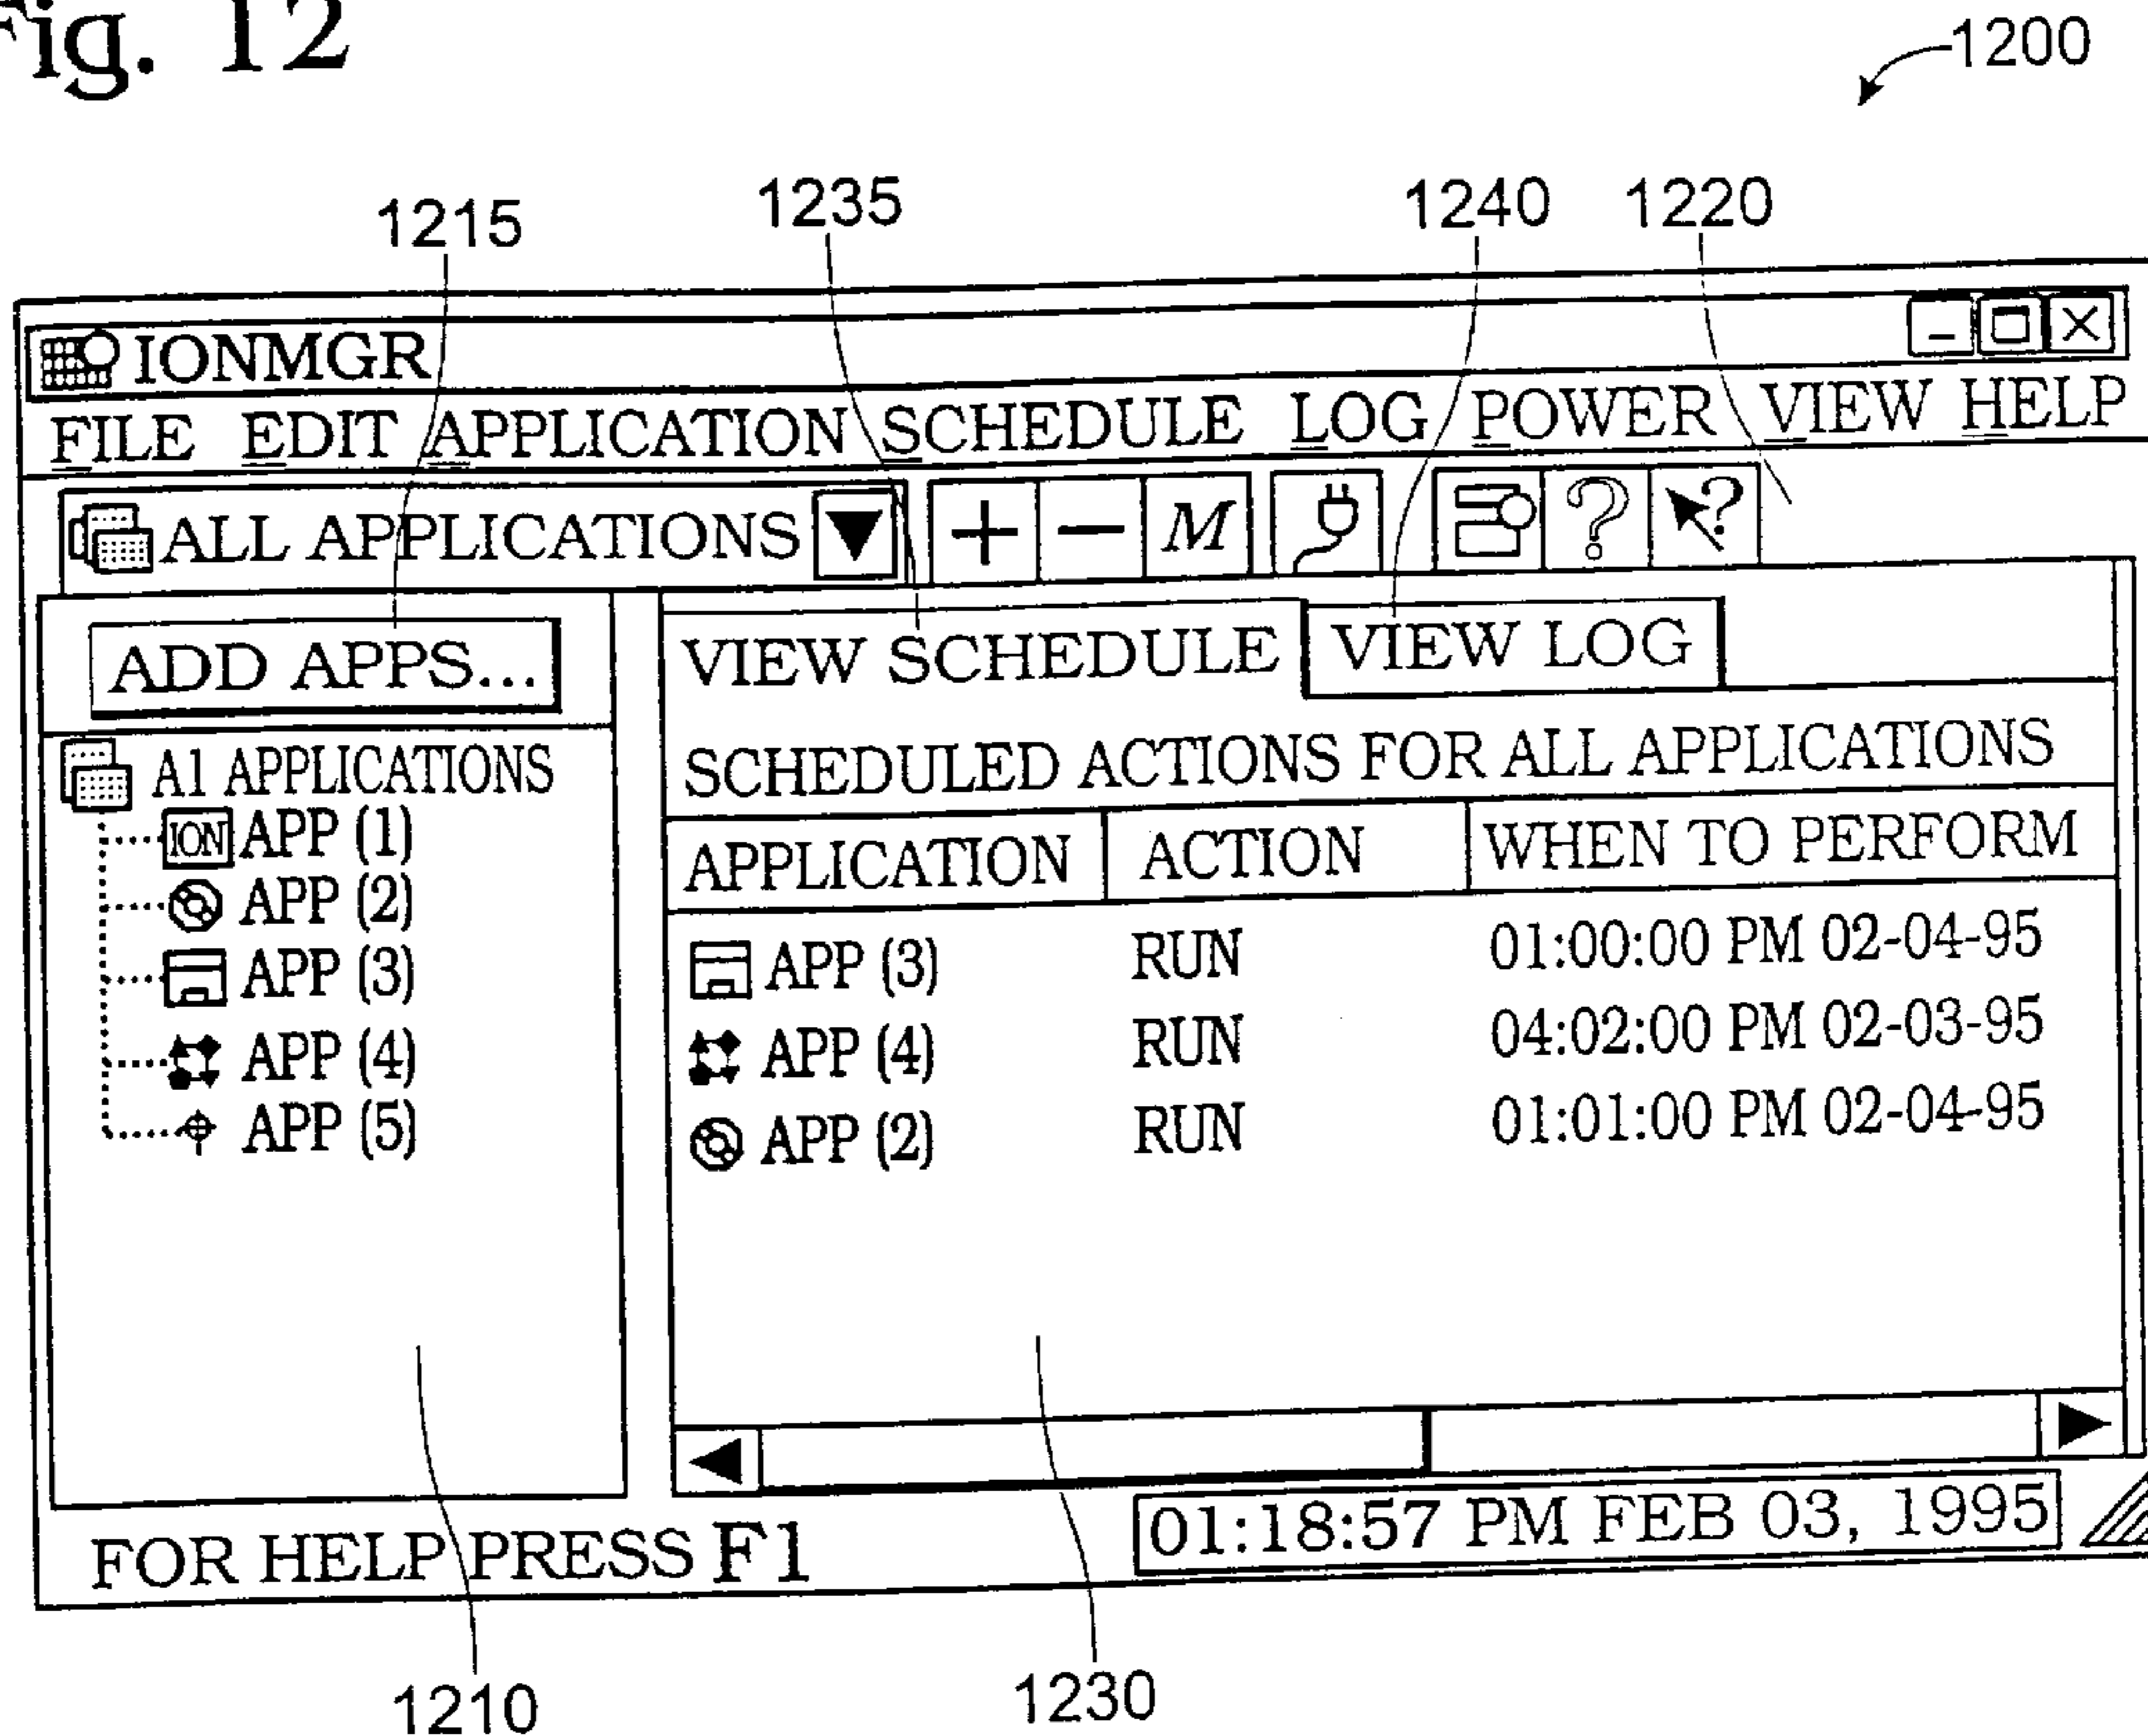 Fig. 12
1200
1215 1235 1240 1220
IONMGR
FILE EDIT APPLICATION SCHEDULE LOG POWER VIEW HELP
ALL APPLICATIONS + − M ? ?
ADD APPS...
VIEW SCHEDULE VIEW LOG
A1 APPLICATIONS
ION APP (1)
APP (2)
APP (3)
APP (4)
APP (5)
SCHEDULED ACTIONS FOR ALL APPLICATIONS
APPLICATION ACTION WHEN TO PERFORM
APP (3) RUN 01:00:00 PM 02-04-95
APP (4) RUN 04:02:00 PM 02-03-95
APP (2) RUN 01:01:00 PM 02-04-95
FOR HELP PRESS F1
01:18:57 PM FEB 03, 1995
1210 1230